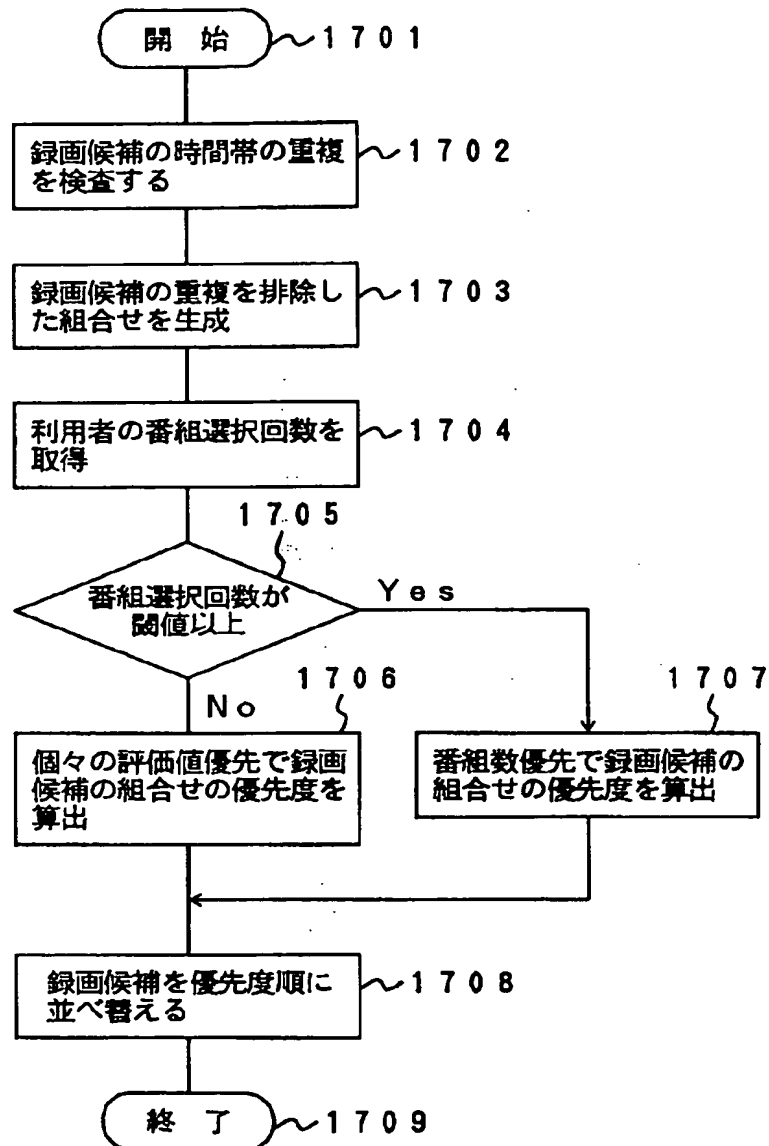 開 始
1701
録画候補の時間帯の重複
を検査する
1702
録画候補の重複を排除し
た組合せを生成
1703
利用者の番組選択回数を
取得
1704
1705
番組選択回数が
閾値以上
Yes
No
1706
個々の評価値優先で録画
候補の組合せの優先度を
算出
1707
番組数優先で録画候補の
組合せの優先度を算出
録画候補を優先度順に
並べ替える
1708
終 了
1709